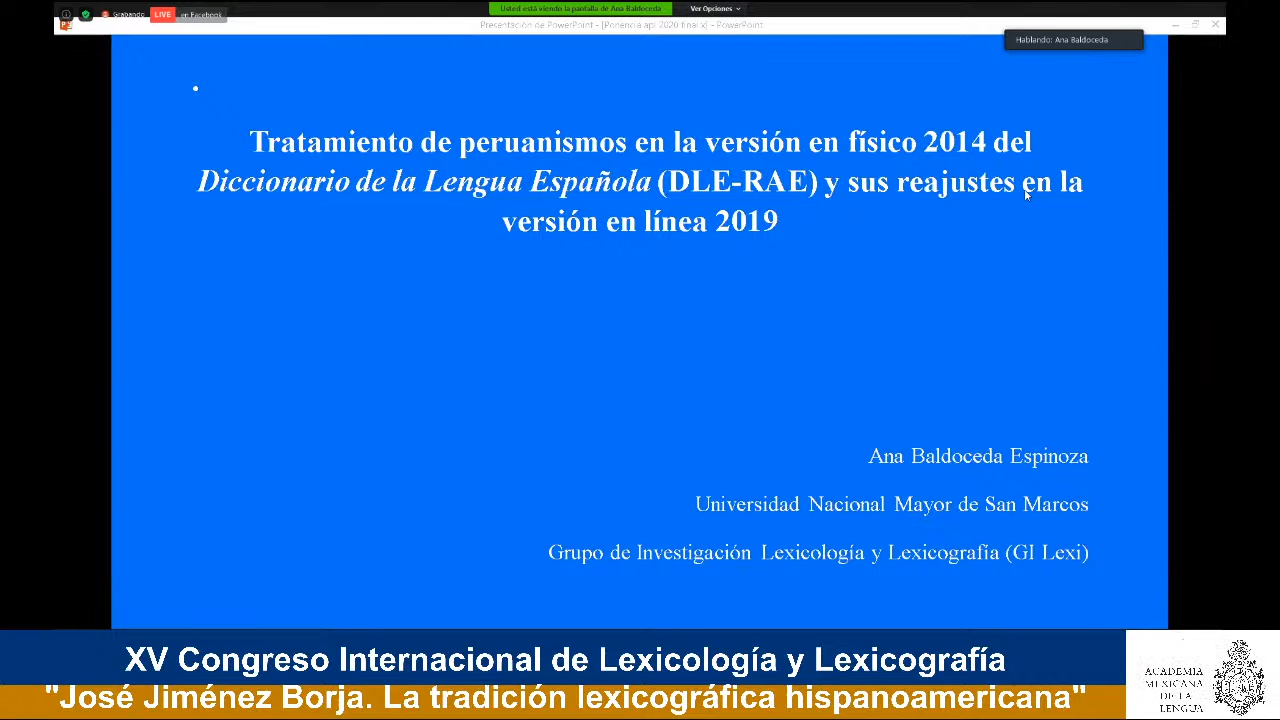 Grabando
LIVE
en Facebook
Usted está viendo la pantalla de Ana Baldoceda
Ver Opciones
Presentación de PowerPoint - [Ponencia apl 2020 final x] - PowerPoint
Hablando: Ana Baldoceda
Tratamiento de peruanismos en la versión en físico 2014 del
Diccionario de la Lengua Española (DLE-RAE) y sus reajustes en la
versión en línea 2019
Ana Baldoceda Espinoza
Universidad Nacional Mayor de San Marcos
Grupo de Investigación Lexicología y Lexicografía (GI Lexi)
XV Congreso Internacional de Lexicología y Lexicografía
"José Jiménez Borja. La tradición lexicográfica hispanoamericana"
ACADEMIA
MEXICANA
DE LA
LENGUA